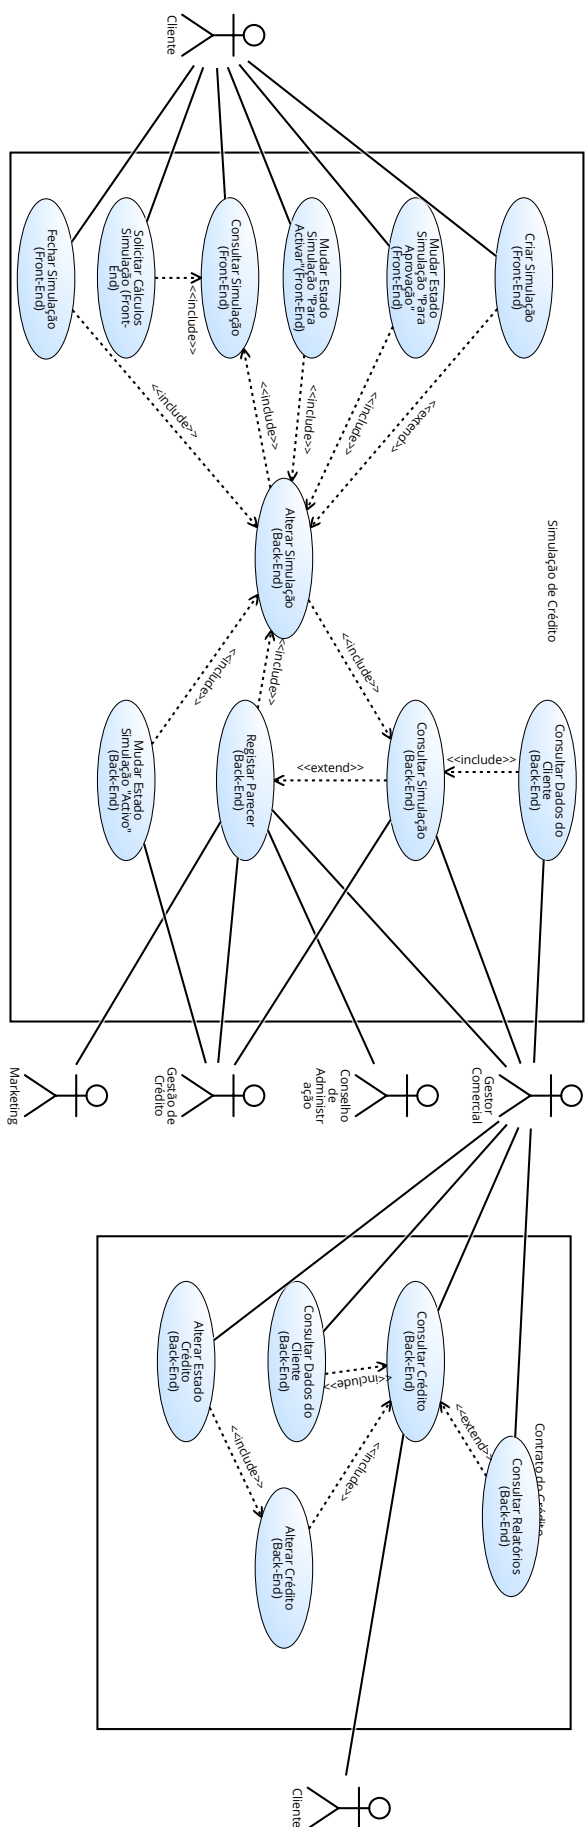 Simulação de Crédito
Cliente
Criar Simulação
(Front-End)
Mudar Estado
Simulação "Para
Aprovação"
(Front-End)
Mudar Estado
Simulação "Para
Activar"(Front-End)
Consultar Simulação
(Front-End)
Solicitar Cálculos
Simulação (Front-
End)
Fechar Simulação
(Front-End)
<<extend>>
<<include>>
<<include>>
<<include>>
<<include>>
<<include>>
Alterar Simulação
(Back-End)
<<include>>
<<include>>
<<include>>
Consultar Dados do
Cliente
(Back-End)
<<include>>
Consultar Simulação
(Back-End)
<<extend>>
Registar Parecer
(Back-End)
Mudar Estado
Simulação "Activo"
(Back-End)
Gestor
Comercial
Conselho
de
Administr
ação
Gestão de
Crédito
Marketing
Contrato de Crédito
Consultar Relatórios
(Back-End)
<<extend>>
Consultar Crédito
(Back-End)
<<include>>
Consultar Dados do
Cliente
(Back-End)
<<include>>
Alterar Estado
Crédito
(Back-End)
<<include>>
Alterar Crédito
(Back-End)
Cliente